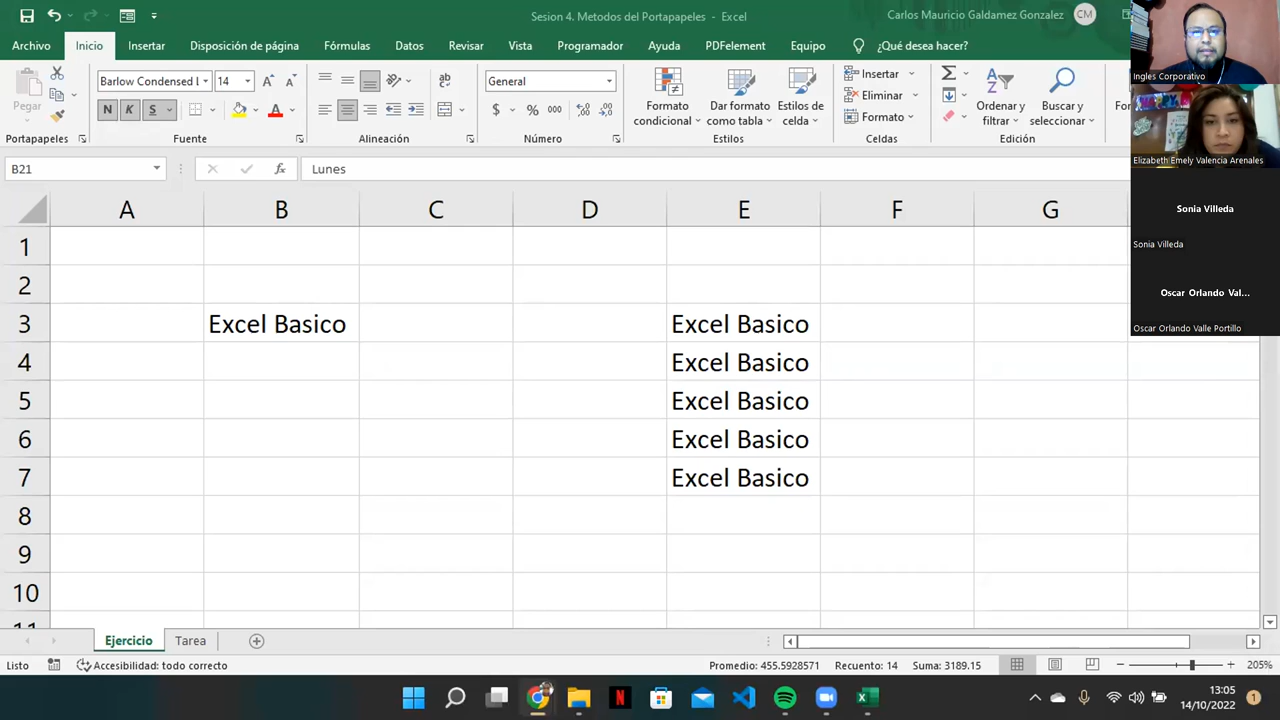 Sesion 4. Metodos del Portapapeles - Excel
Carlos Mauricio Galdamez Gonzalez CM
Archivo Inicio Insertar Disposición de página Fórmulas Datos Revisar Vista Programador Ayuda PDFelement Equipo ¿Qué desea hacer?
Pegar
Portapapeles
Barlow Condensed 14
N K S
Fuente
Alineación
General
$ % 000
Número
Formato condicional
Dar formato como tabla
Estilos de celda
Estilos
Insertar
Eliminar
Formato
Celdas
Ordenar y filtrar
Buscar y seleccionar
Edición
Ingles Corporativo
Elizabeth Emely Valencia Arenales
Sonia Villeda
Sonia Villeda
Oscar Orlando Val...
Oscar Orlando Valle Portillo
B21 fx Lunes
A B C D E F G
1
2
3 Excel Basico Excel Basico
4 Excel Basico
5 Excel Basico
6 Excel Basico
7 Excel Basico
8
9
10
11
Ejercicio Tarea
Listo Accesibilidad: todo correcto Promedio: 455.5928571 Recuento: 14 Suma: 3189.15 205%
13:05
14/10/2022
1